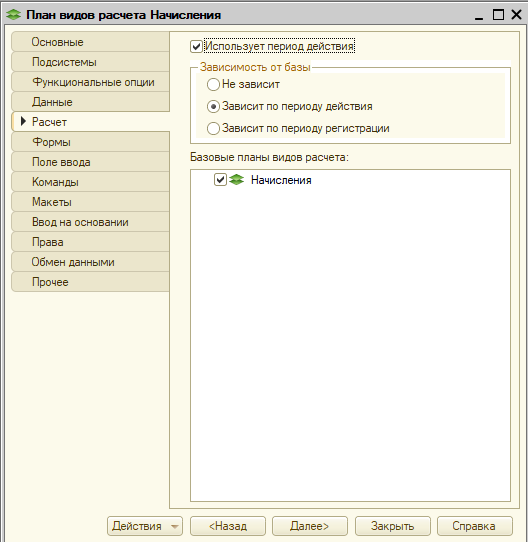 План видов расчета Начисления
Основные
Подсистемы
Функциональные опции
Данные
Расчет
Формы
Поле ввода
Команды
Макеты
Ввод на основании
Права
Обмен данными
Прочее
Использует период действия
Зависимость от базы
Не зависит
Зависит по периоду действия
Зависит по периоду регистрации
Базовые планы видов расчета:
Начисления
Действия
<Назад
Далее>
Закрыть
Справка